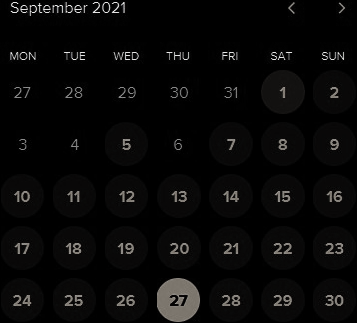 September 2021
MON TUE WED THU FRI SAT SUN
27 28 29 30 31 1 2
3 4 5 6 7 8 9
10 11 12 13 14 15 16
17 18 19 20 21 22 23
24 25 26 27 28 29 30